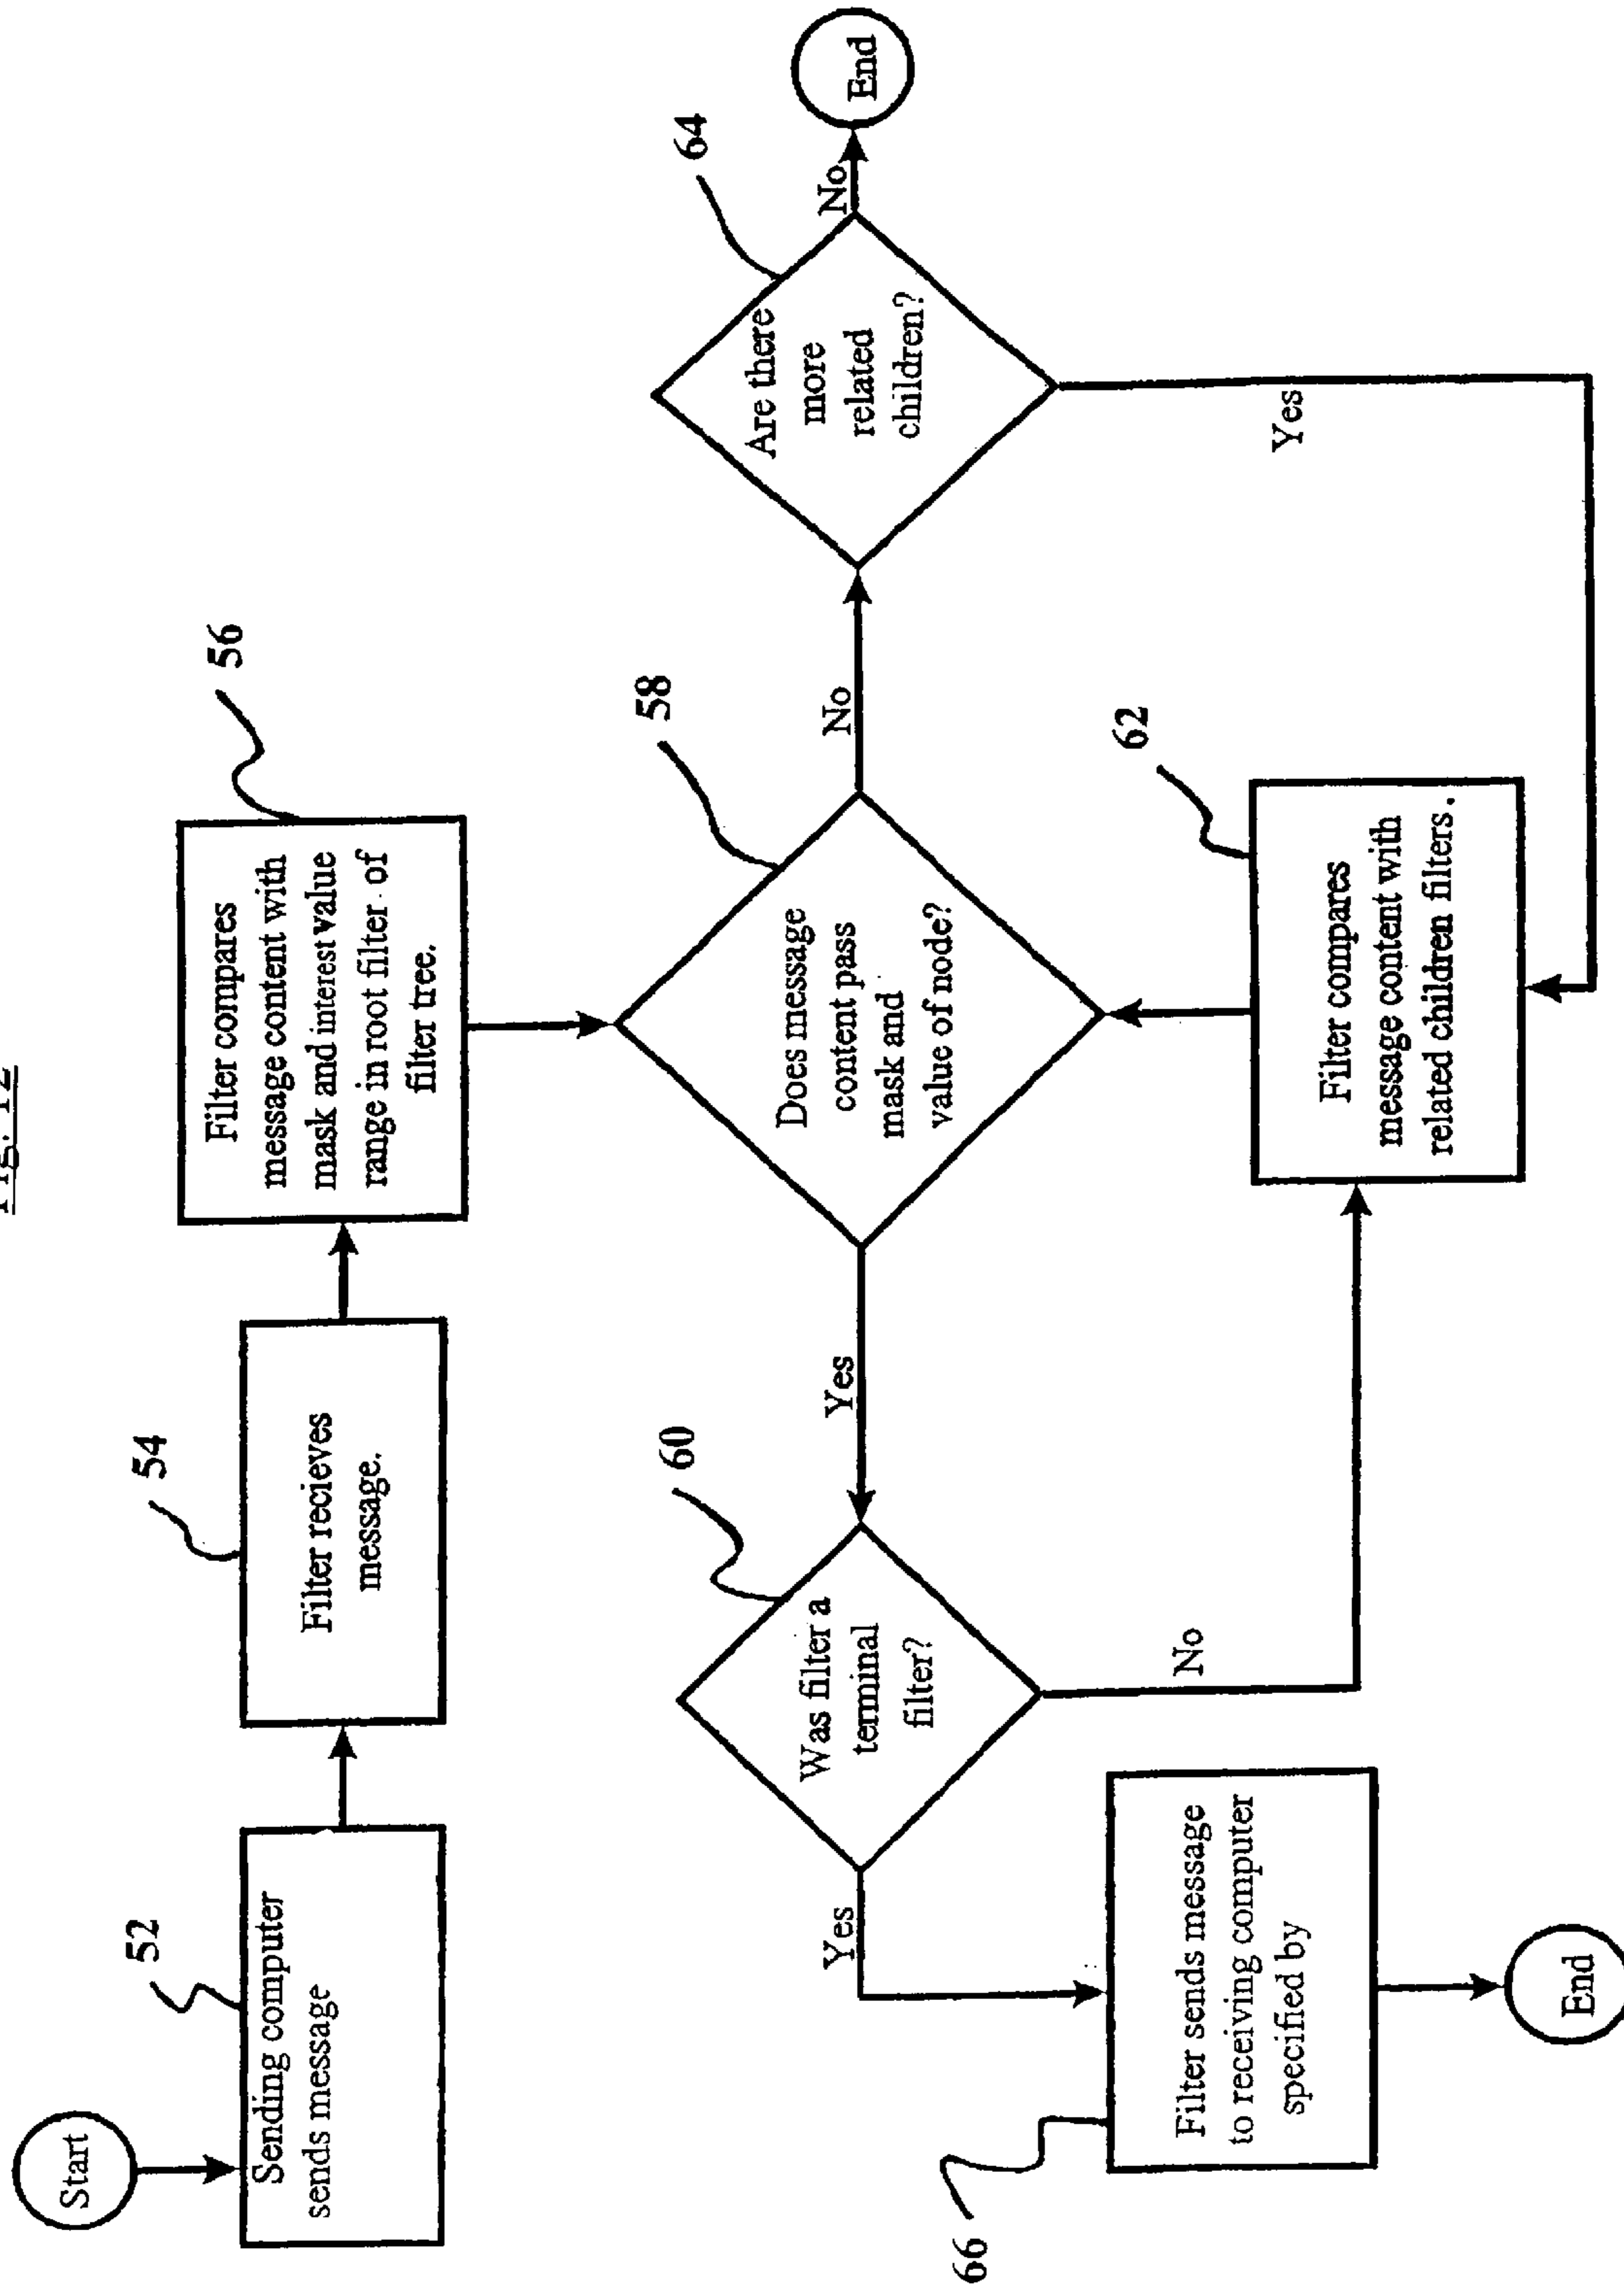 Fig. 12
Start
52
Sending computer
sends message
54
Filter recieves
message.
56
Filter compares
message content with
mask and interest value
range in root filter of
filter tree.
58
Does message
content pass
mask and
value of node?
Yes
No
60
Was filter a
terminal
filter?
Yes
No
62
Filter compares
message content with
related children filters.
64
Are there
more
related
children?
No
Yes
End
66
Filter sends message
to receiving computer
specified by
End